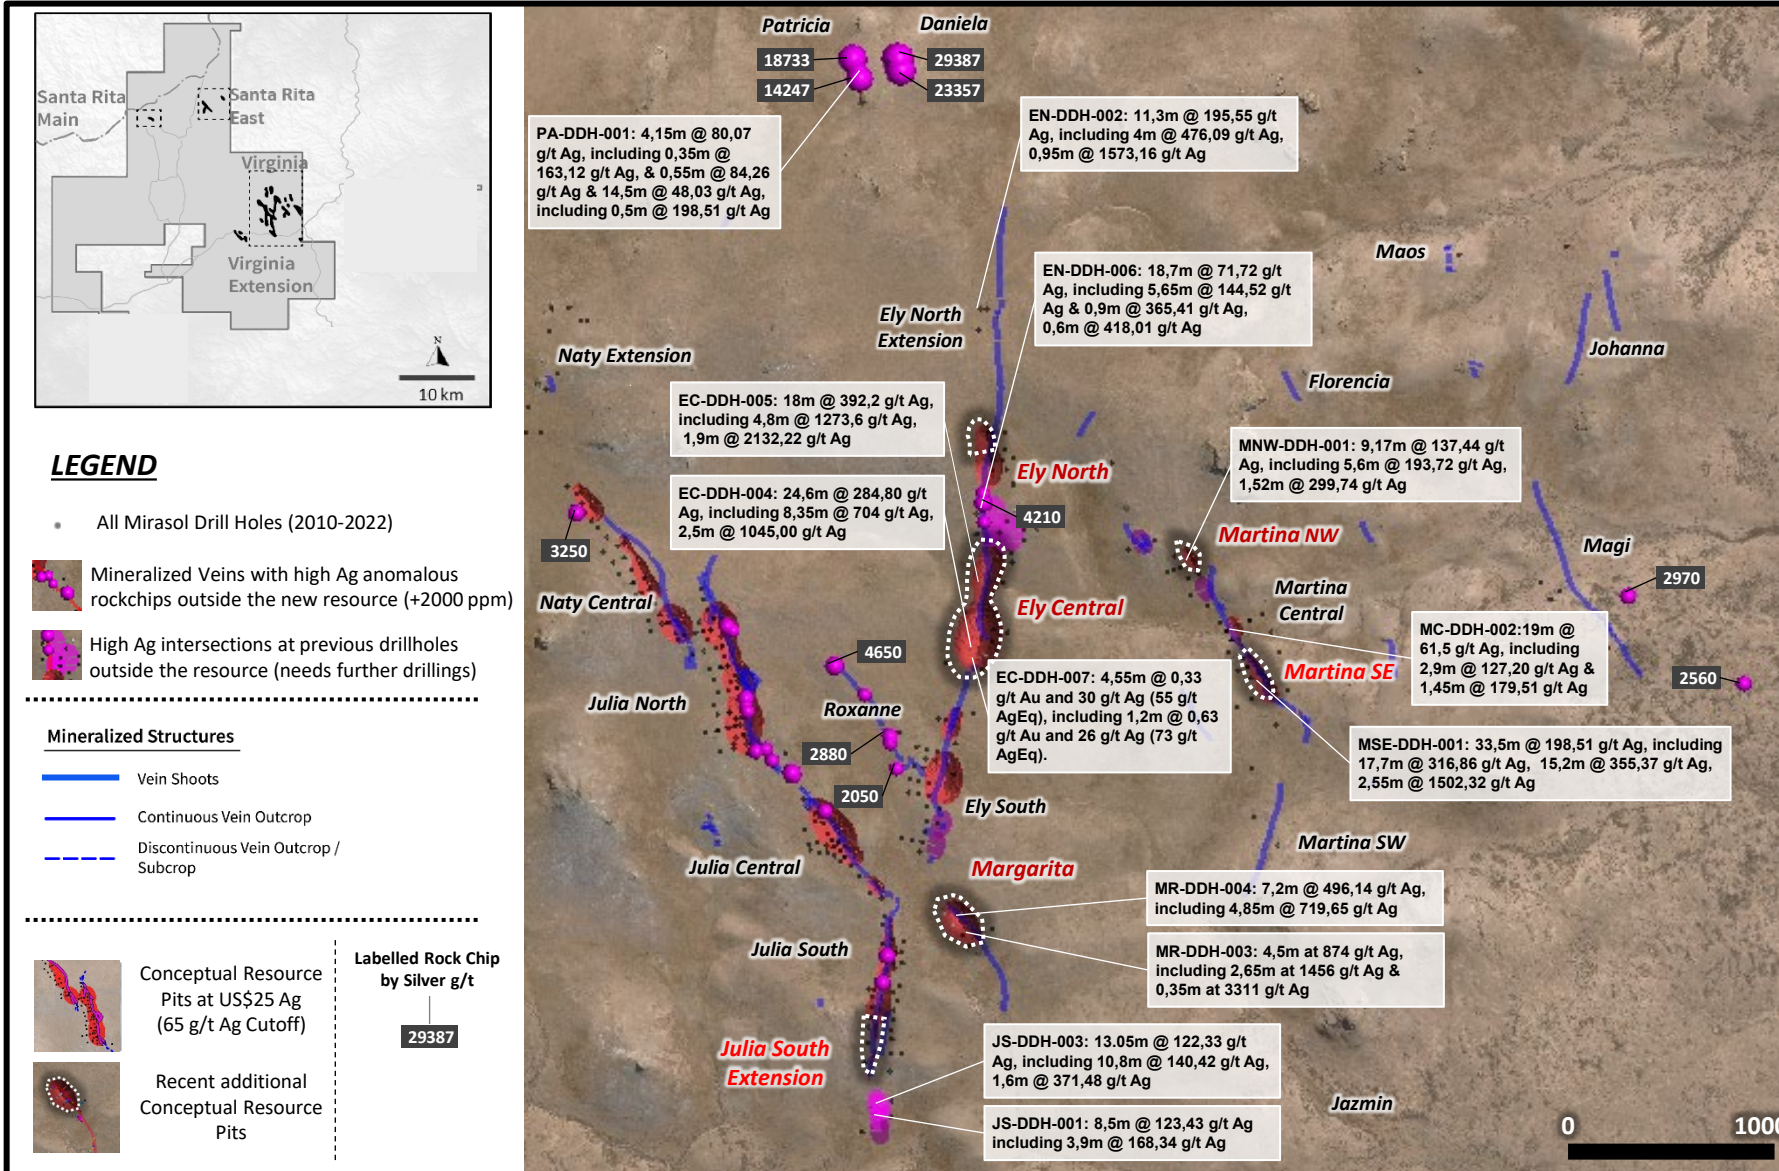 Santa Rita
Main
Santa Rita
East
Virginia
Virginia
Extension
N
10 km
LEGEND
All Mirasol Drill Holes (2010-2022)
Mineralized Veins with high Ag anomalous
rockchips outside the new resource (+2000 ppm)
High Ag intersections at previous drillholes
outside the resource (needs further drillings)
Mineralized Structures
Vein Shoots
Continuous Vein Outcrop
Discontinuous Vein Outcrop /
Subcrop
Conceptual Resource
Pits at US$25 Ag
(65 g/t Ag Cutoff)
Recent additional
Conceptual Resource
Pits
Labelled Rock Chip
by Silver g/t
29387
Patricia
Daniela
18733
14247
29387
23357
PA-DDH-001: 4,15m @ 80,07
g/t Ag, including 0,35m @
163,12 g/t Ag, & 0,55m @ 84,26
g/t Ag & 14,5m @ 48,03 g/t Ag,
including 0,5m @ 198,51 g/t Ag
EN-DDH-002: 11,3m @ 195,55 g/t
Ag, including 4m @ 476,09 g/t Ag,
0,95m @ 1573,16 g/t Ag
Maos
EN-DDH-006: 18,7m @ 71,72 g/t
Ag, including 5,65m @ 144,52 g/t
Ag & 0,9m @ 365,41 g/t Ag,
0,6m @ 418,01 g/t Ag
Ely North
Extension
Naty Extension
Johanna
Florencia
EC-DDH-005: 18m @ 392,2 g/t Ag,
including 4,8m @ 1273,6 g/t Ag,
1,9m @ 2132,22 g/t Ag
MNW-DDH-001: 9,17m @ 137,44 g/t
Ag, including 5,6m @ 193,72 g/t Ag,
1,52m @ 299,74 g/t Ag
Ely North
EC-DDH-004: 24,6m @ 284,80 g/t
Ag, including 8,35m @ 704 g/t Ag,
2,5m @ 1045,00 g/t Ag
4210
Martina NW
Magi
3250
2970
Naty Central
Ely Central
Martina
Central
MC-DDH-002:19m @
61,5 g/t Ag, including
2,9m @ 127,20 g/t Ag &
1,45m @ 179,51 g/t Ag
4650
Martina SE
2560
EC-DDH-007: 4,55m @ 0,33
g/t Au and 30 g/t Ag (55 g/t
AgEq), including 1,2m @ 0,63
g/t Au and 26 g/t Ag (73 g/t
AgEq).
Julia North
Roxanne
2880
MSE-DDH-001: 33,5m @ 198,51 g/t Ag, including
17,7m @ 316,86 g/t Ag, 15,2m @ 355,37 g/t Ag,
2,55m @ 1502,32 g/t Ag
2050
Ely South
Martina SW
Julia Central
Margarita
MR-DDH-004: 7,2m @ 496,14 g/t Ag,
including 4,85m @ 719,65 g/t Ag
Julia South
MR-DDH-003: 4,5m at 874 g/t Ag,
including 2,65m at 1456 g/t Ag &
0,35m at 3311 g/t Ag
Julia South
Extension
JS-DDH-003: 13.05m @ 122,33 g/t
Ag, including 10,8m @ 140,42 g/t Ag,
1,6m @ 371,48 g/t Ag
Jazmin
JS-DDH-001: 8,5m @ 123,43 g/t Ag
including 3,9m @ 168,34 g/t Ag
0 1000